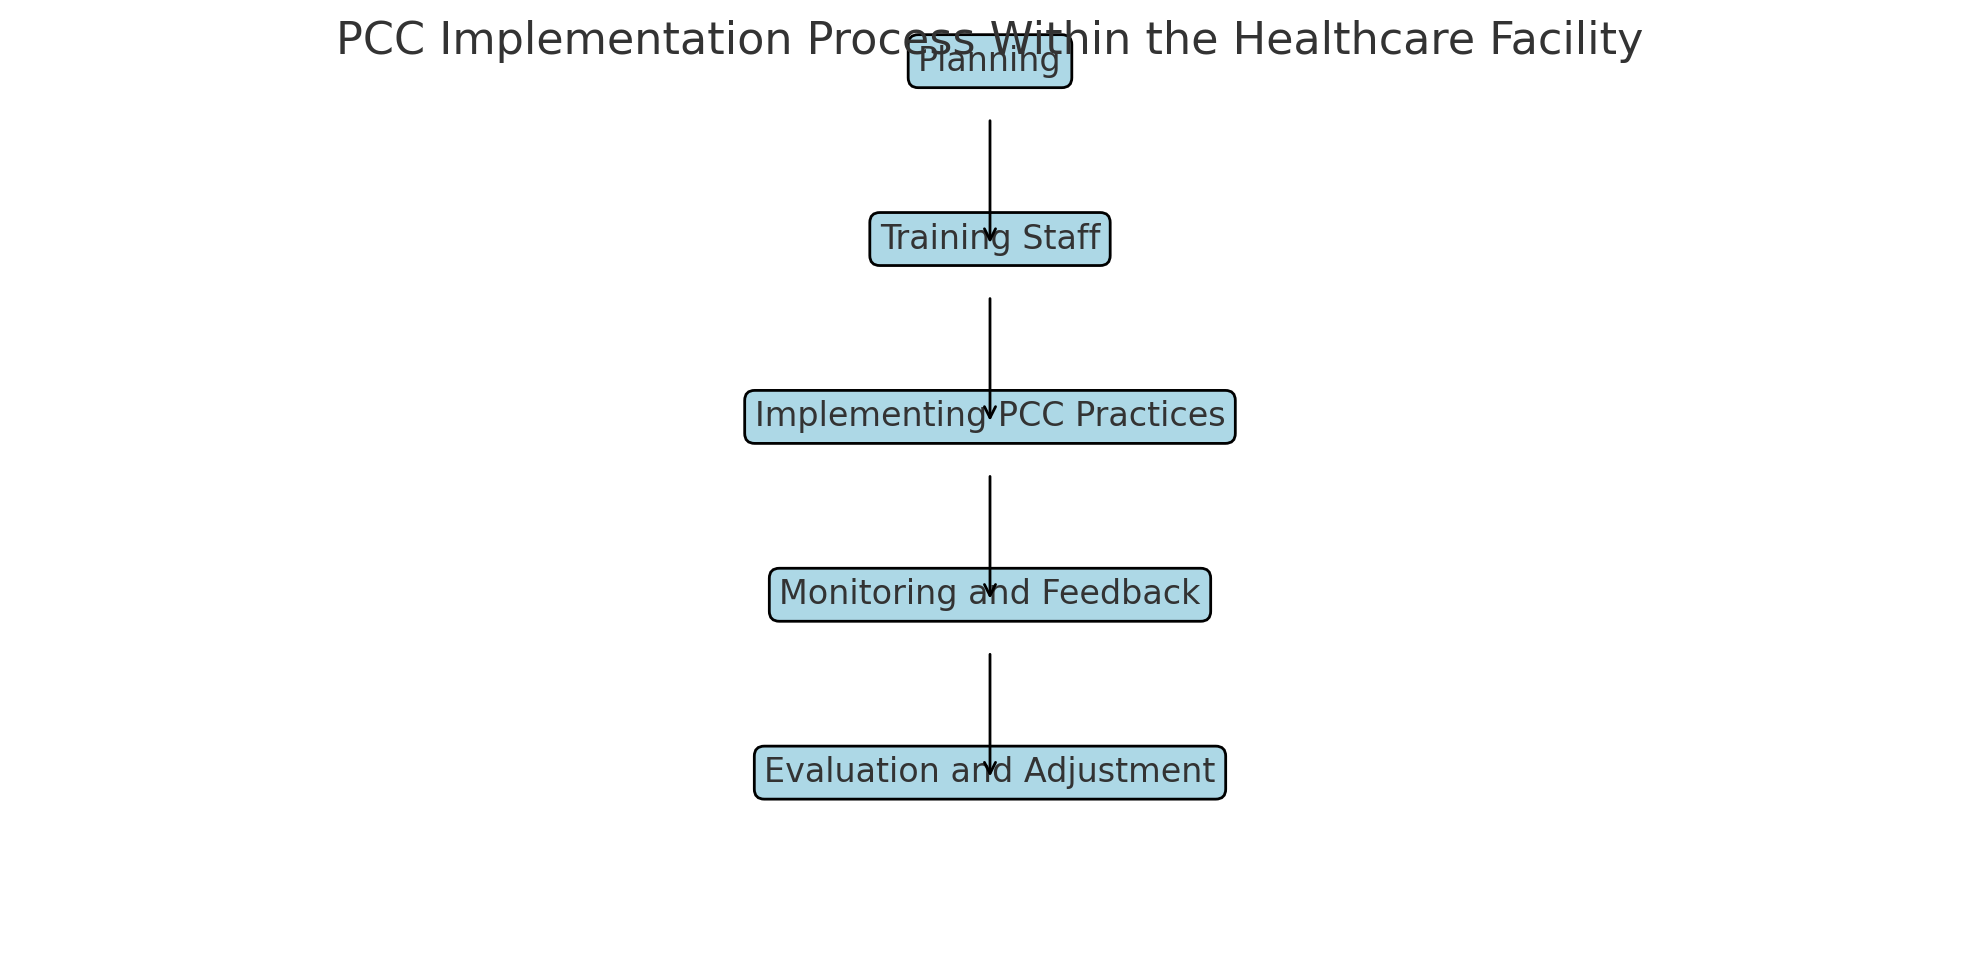 PCC Implementation Process Within the Healthcare Facility
Planning
Training Staff
Implementing PCC Practices
Monitoring and Feedback
Evaluation and Adjustment